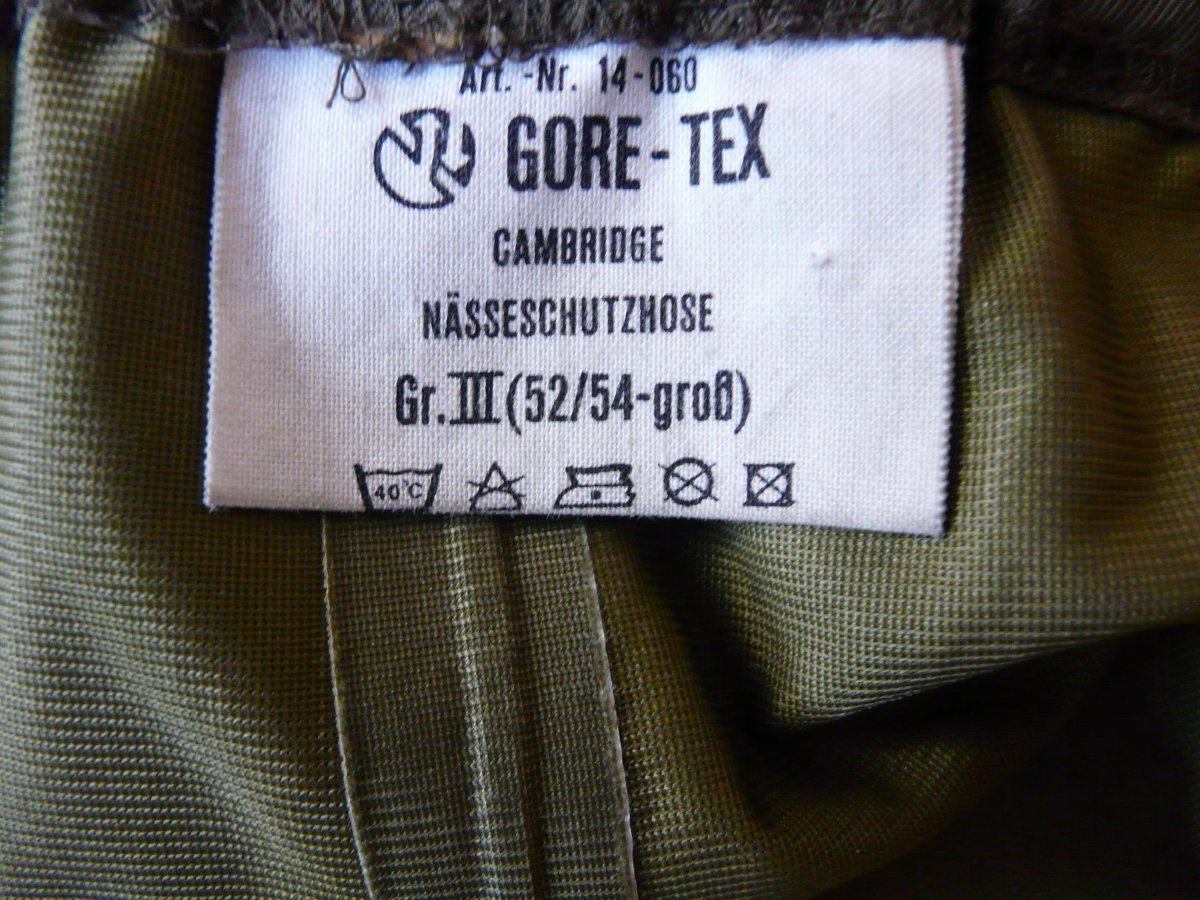 Art.-Nr. 14-060
GORE-TEX
CAMBRIDGE
NÄSSESCHUTZHOSE
Gr.III(52/54-groß)
40°C